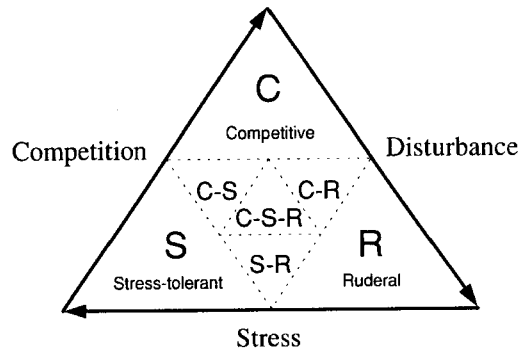 C
Competitive
Competition
Disturbance
C-S
C-R
C-S-R
S
R
S-R
Stress-tolerant
Ruderal
Stress